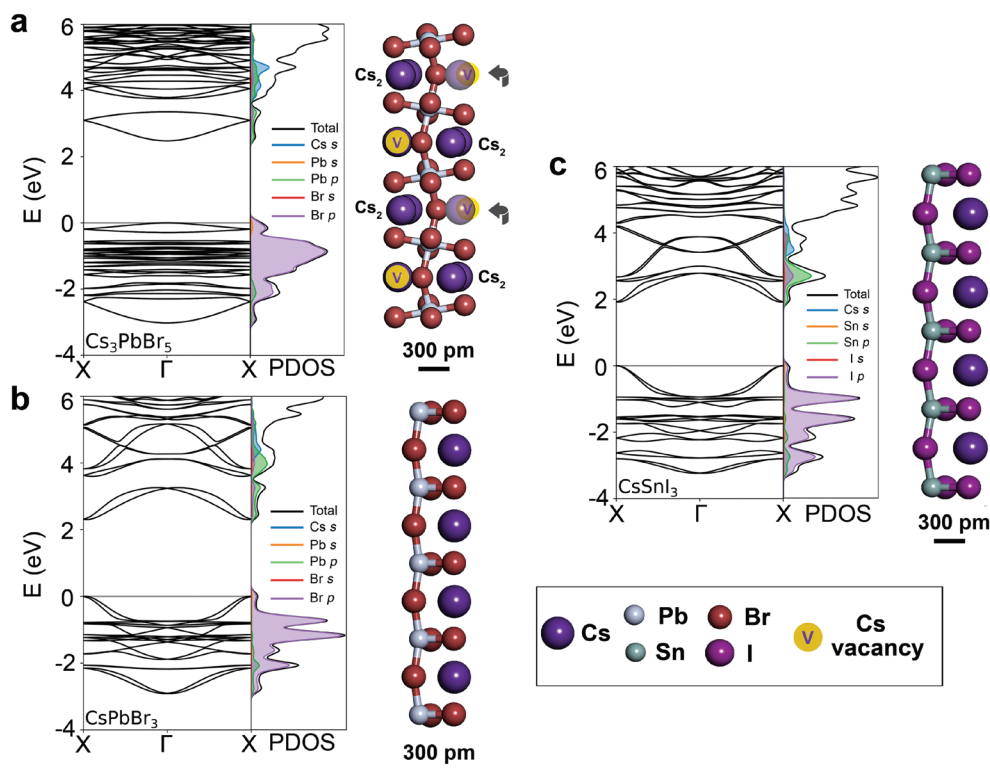 a
6
4
2
0
-2
-4
E (eV)
Total
Cs s
Pb s
Pb p
Br s
Br p
Cs₃PbBr₅
X Γ X PDOS
Cs₂ V
V Cs₂
Cs₂ V
V Cs₂
300 pm
b
6
4
2
0
-2
-4
E (eV)
Total
Cs s
Pb s
Pb p
Br s
Br p
CsPbBr₃
X Γ X PDOS
300 pm
c
6
4
2
0
-2
-4
E (eV)
Total
Cs s
Sn s
Sn p
I s
I p
CsSnI₃
X Γ X PDOS
300 pm
Cs Pb Br V Cs
Sn I vacancy